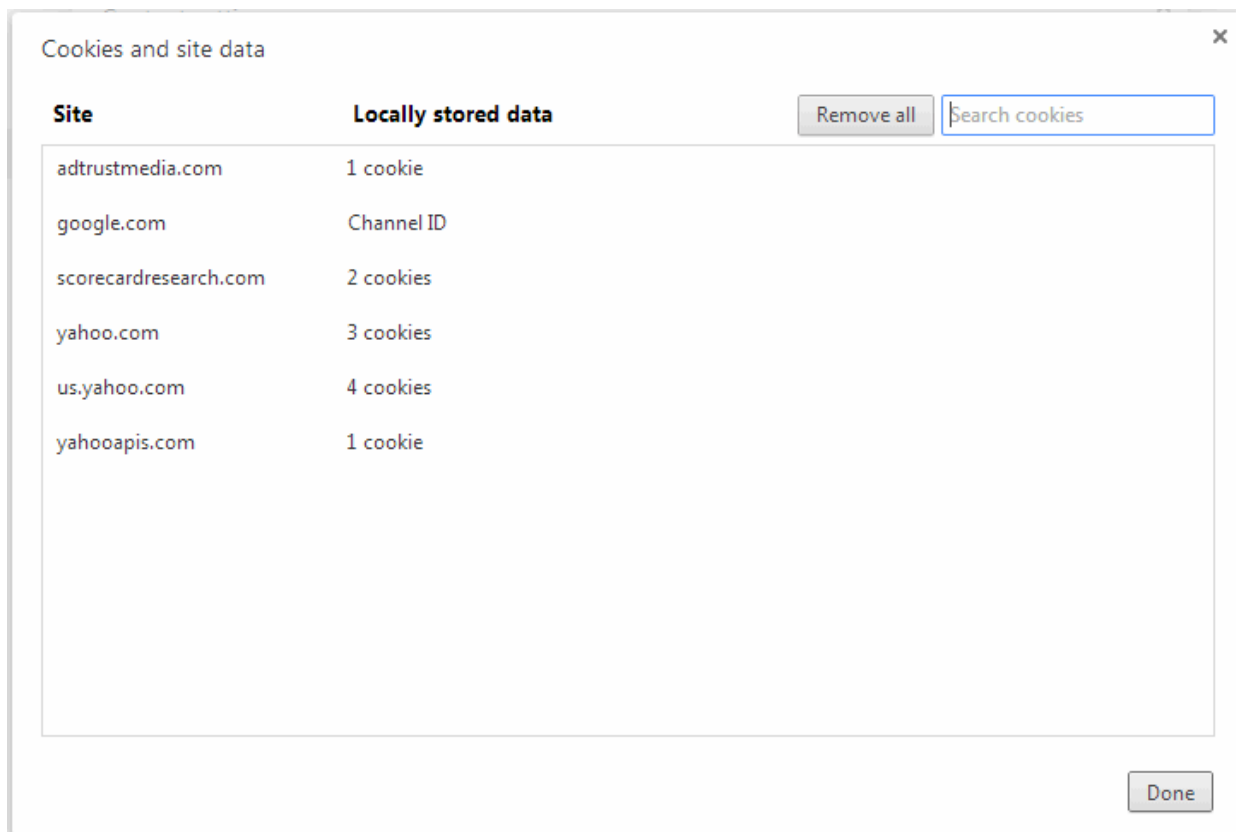 Cookies and site data
×
Site Locally stored data Remove all Search cookies
adtrustmedia.com 1 cookie
google.com Channel ID
scorecardresearch.com 2 cookies
yahoo.com 3 cookies
us.yahoo.com 4 cookies
yahooapis.com 1 cookie
Done